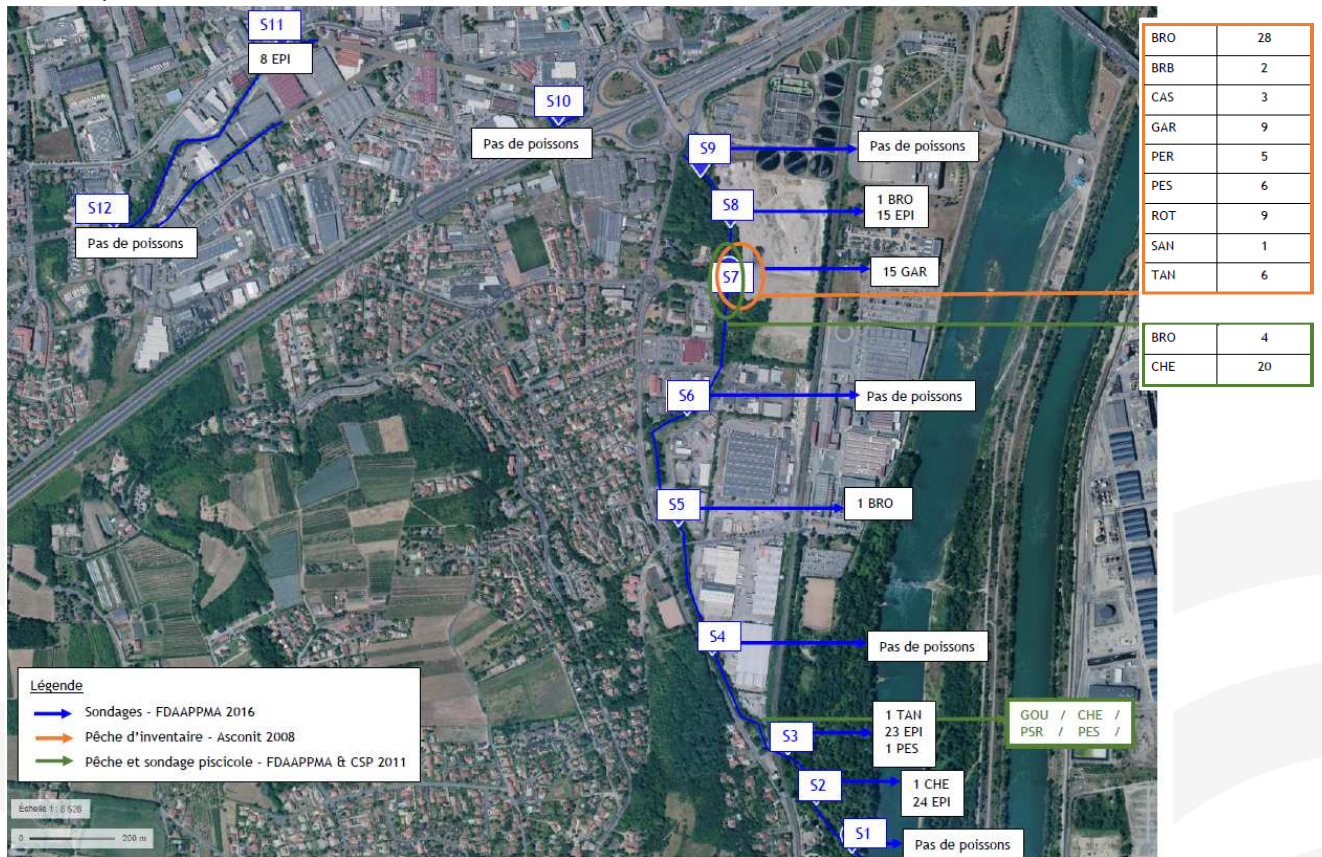 S11
8 EPI
S10
Pas de poissons
S9
Pas de poissons
S8
1 BRO
15 EPI
S12
Pas de poissons
S7
15 GAR
S6
Pas de poissons
S5
1 BRO
S4
Pas de poissons
S3
1 TAN
23 EPI
1 PES
GOU / CHE /
PSR / PES /
S2
1 CHE
24 EPI
S1
Pas de poissons
BRO 28
BRB 2
CAS 3
GAR 9
PER 5
PES 6
ROT 9
SAN 1
TAN 6
BRO 4
CHE 20
Légende
Sondages - FDAAPPMA 2016
Pêche d'inventaire - Asconit 2008
Pêche et sondage piscicole - FDAAPPMA & CSP 2011
Échelle 1 : 8 528
0 200 m